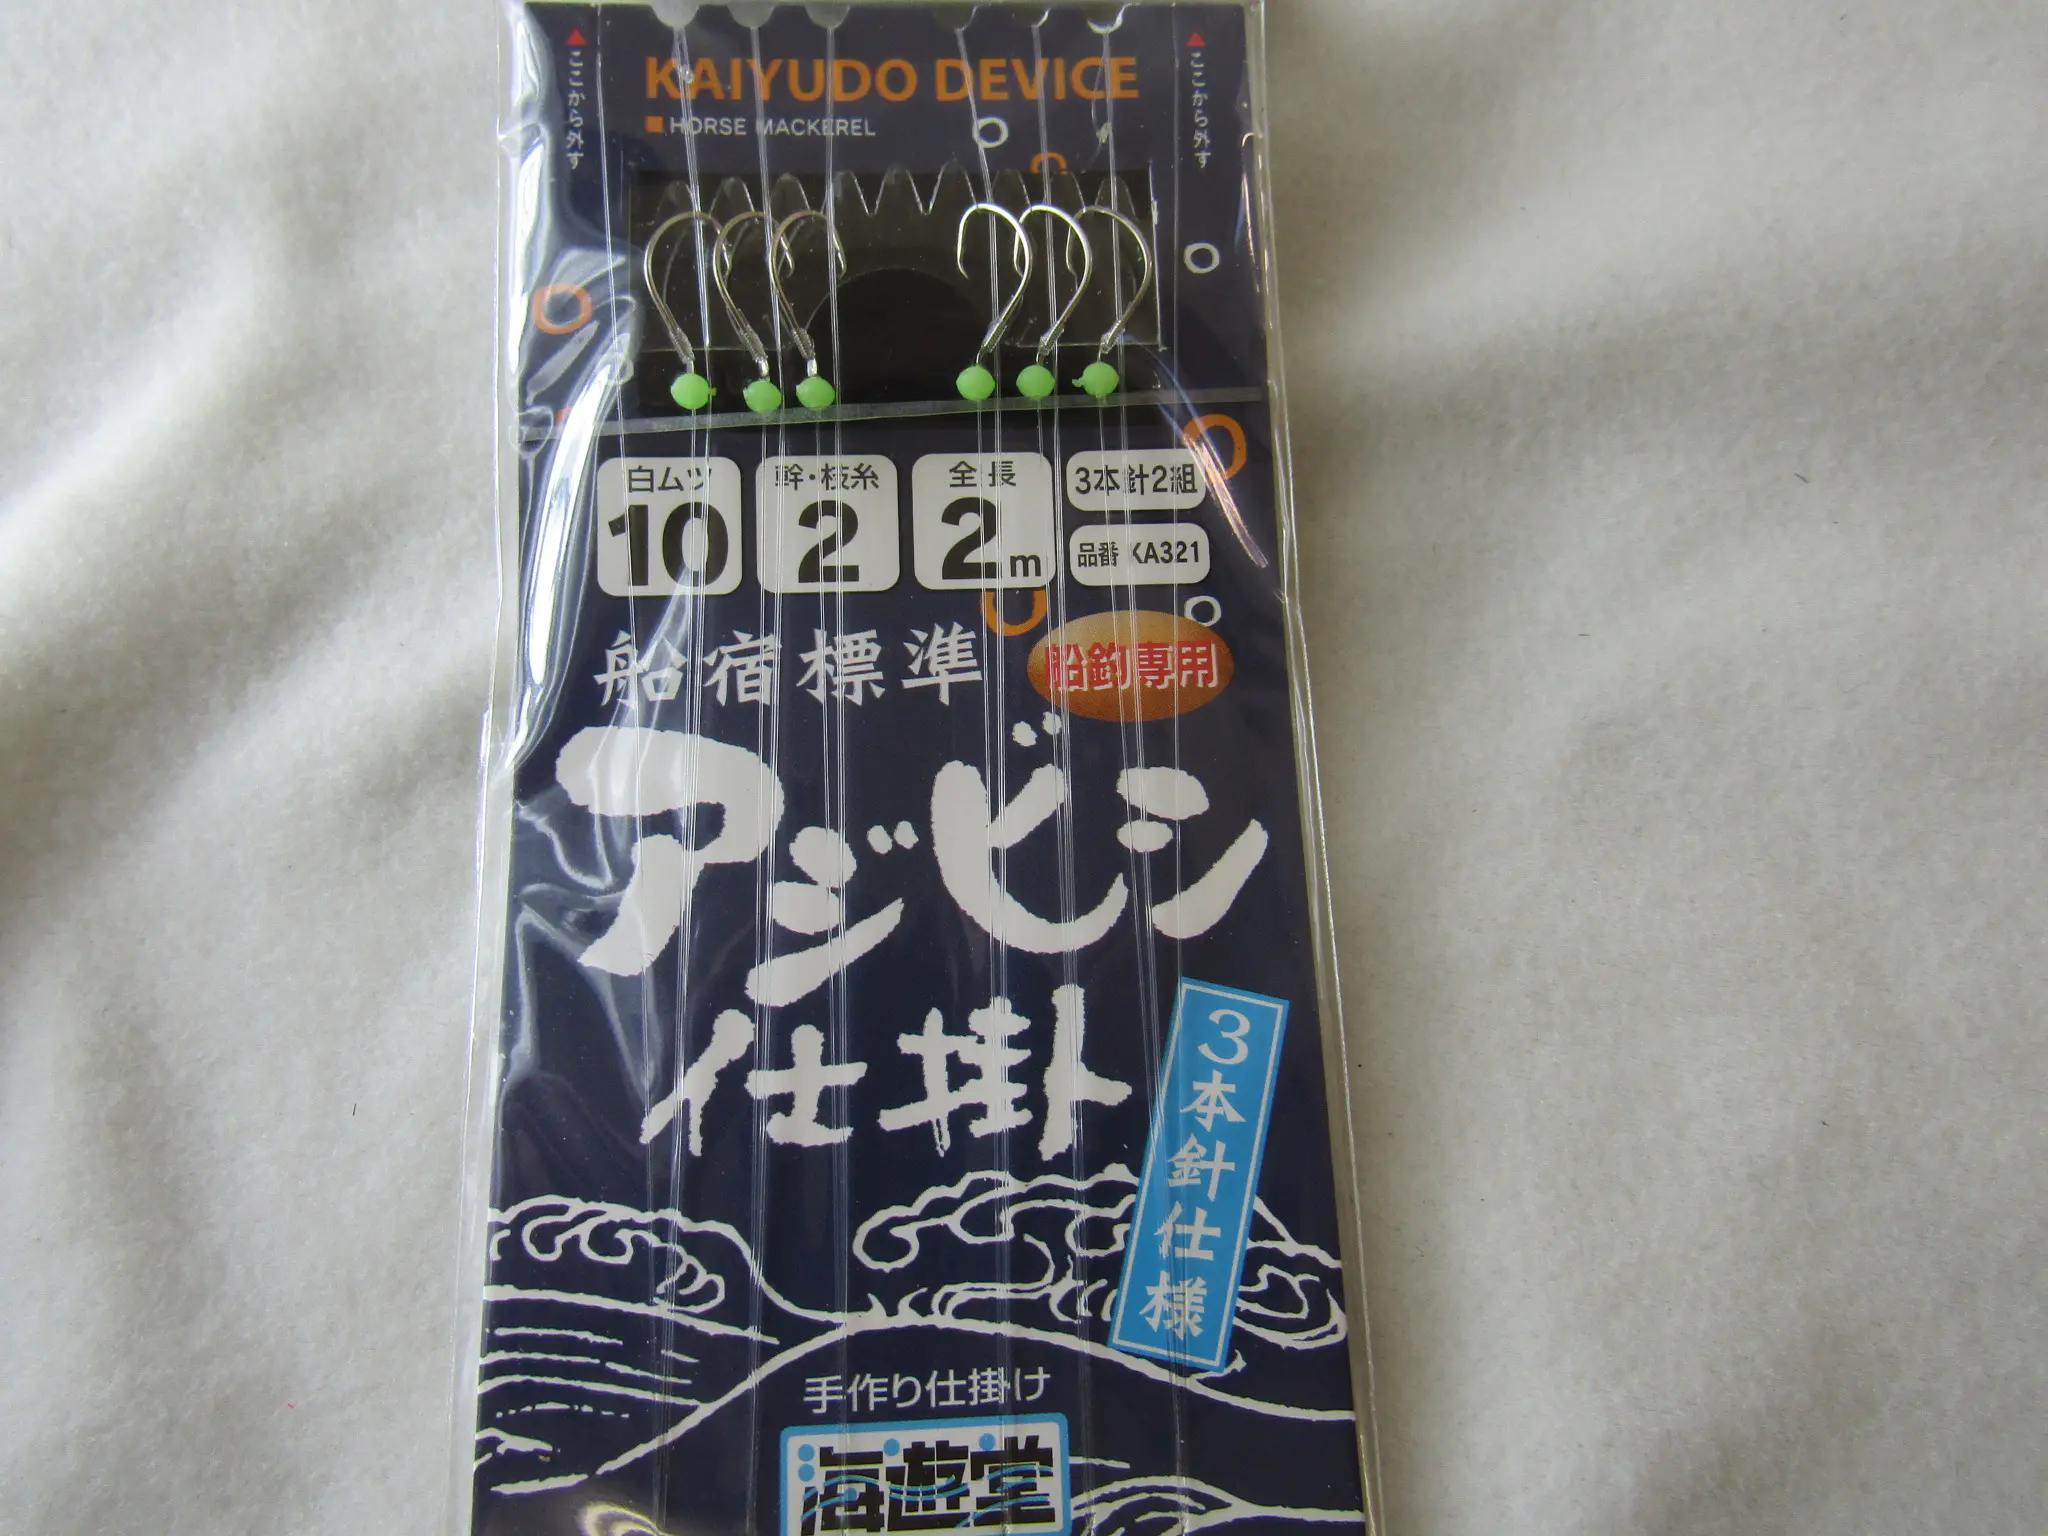 KAIYUDO DEVICE
HORSE MACKEREL
ここから外す
ここから外す
白ムツ
10
幹・枝糸
2
全長
2m
3本針2組
品番 KA321
船宿標準
船釣専用
アジビシ
仕掛
3本針仕様
手作り仕掛け
海遊堂